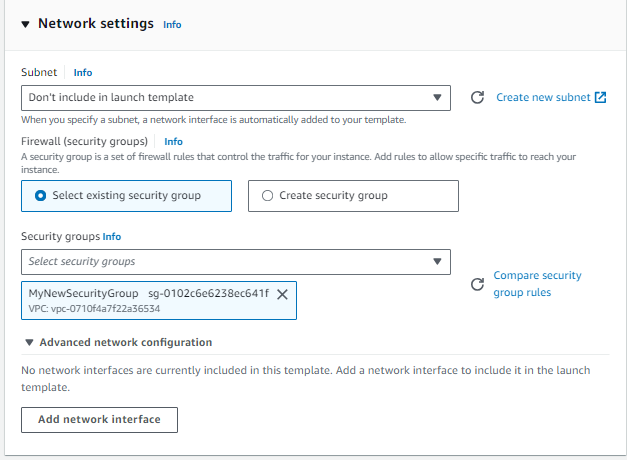 Network settings Info
Subnet Info
Don't include in launch template
Create new subnet
When you specify a subnet, a network interface is automatically added to your template.
Firewall (security groups) Info
A security group is a set of firewall rules that control the traffic for your instance. Add rules to allow specific traffic to reach your
instance.
Select existing security group
Create security group
Security groups Info
Select security groups
Compare security
group rules
MyNewSecurityGroup sg-0102c6e6238ec641f
VPC: vpc-0710f4a7f22a36534
Advanced network configuration
No network interfaces are currently included in this template. Add a network interface to include it in the launch
template.
Add network interface